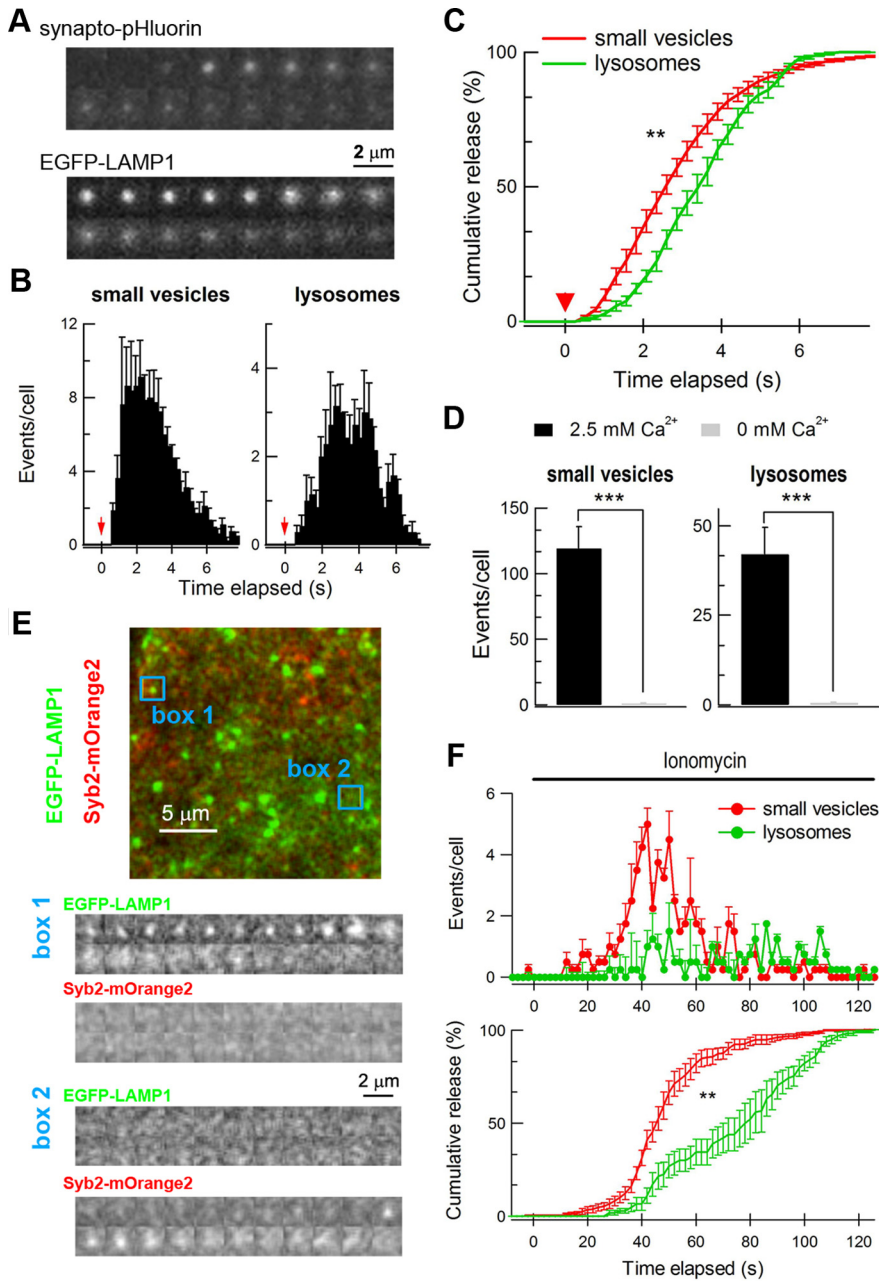 A
synapto-pHluorin
EGFP-LAMP1
2 μm
B
small vesicles
lysosomes
12
8
4
0
4
2
0
Events/cell
0 2 4 6
0 2 4 6
Time elapsed (s)
C
small vesicles
lysosomes
**
100
50
0
Cumulative release (%)
0 2 4 6
Time elapsed (s)
D
2.5 mM Ca²⁺
0 mM Ca²⁺
small vesicles
lysosomes
***
***
150
100
50
0
50
25
0
Events/cell
E
EGFP-LAMP1
Syb2-mOrange2
box 1
box 2
5 μm
box 1
EGFP-LAMP1
Syb2-mOrange2
box 2
EGFP-LAMP1
2 μm
Syb2-mOrange2
F
Ionomycin
small vesicles
lysosomes
6
4
2
0
Events/cell
0 20 40 60 80 100 120
100
50
0
Cumulative release (%)
**
0 20 40 60 80 100 120
Time elapsed (s)